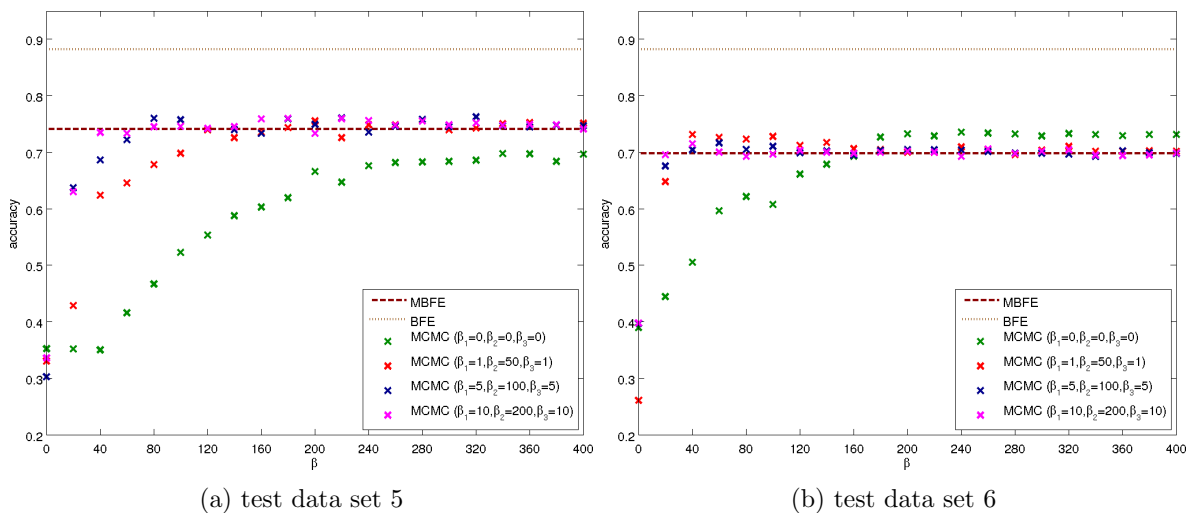 0.9
0.8
0.7
0.6
0.5
0.4
0.3
0.2
accuracy
0 40 80 120 160 200 240 280 320 360 400
β
MBFE
BFE
MCMC (β₁=0,β₂=0,β₃=0)
MCMC (β₁=1,β₂=50,β₃=1)
MCMC (β₁=5,β₂=100,β₃=5)
MCMC (β₁=10,β₂=200,β₃=10)
(a) test data set 5
0.9
0.8
0.7
0.6
0.5
0.4
0.3
0.2
accuracy
0 40 80 120 160 200 240 280 320 360 400
β
MBFE
BFE
MCMC (β₁=0,β₂=0,β₃=0)
MCMC (β₁=1,β₂=50,β₃=1)
MCMC (β₁=5,β₂=100,β₃=5)
MCMC (β₁=10,β₂=200,β₃=10)
(b) test data set 6